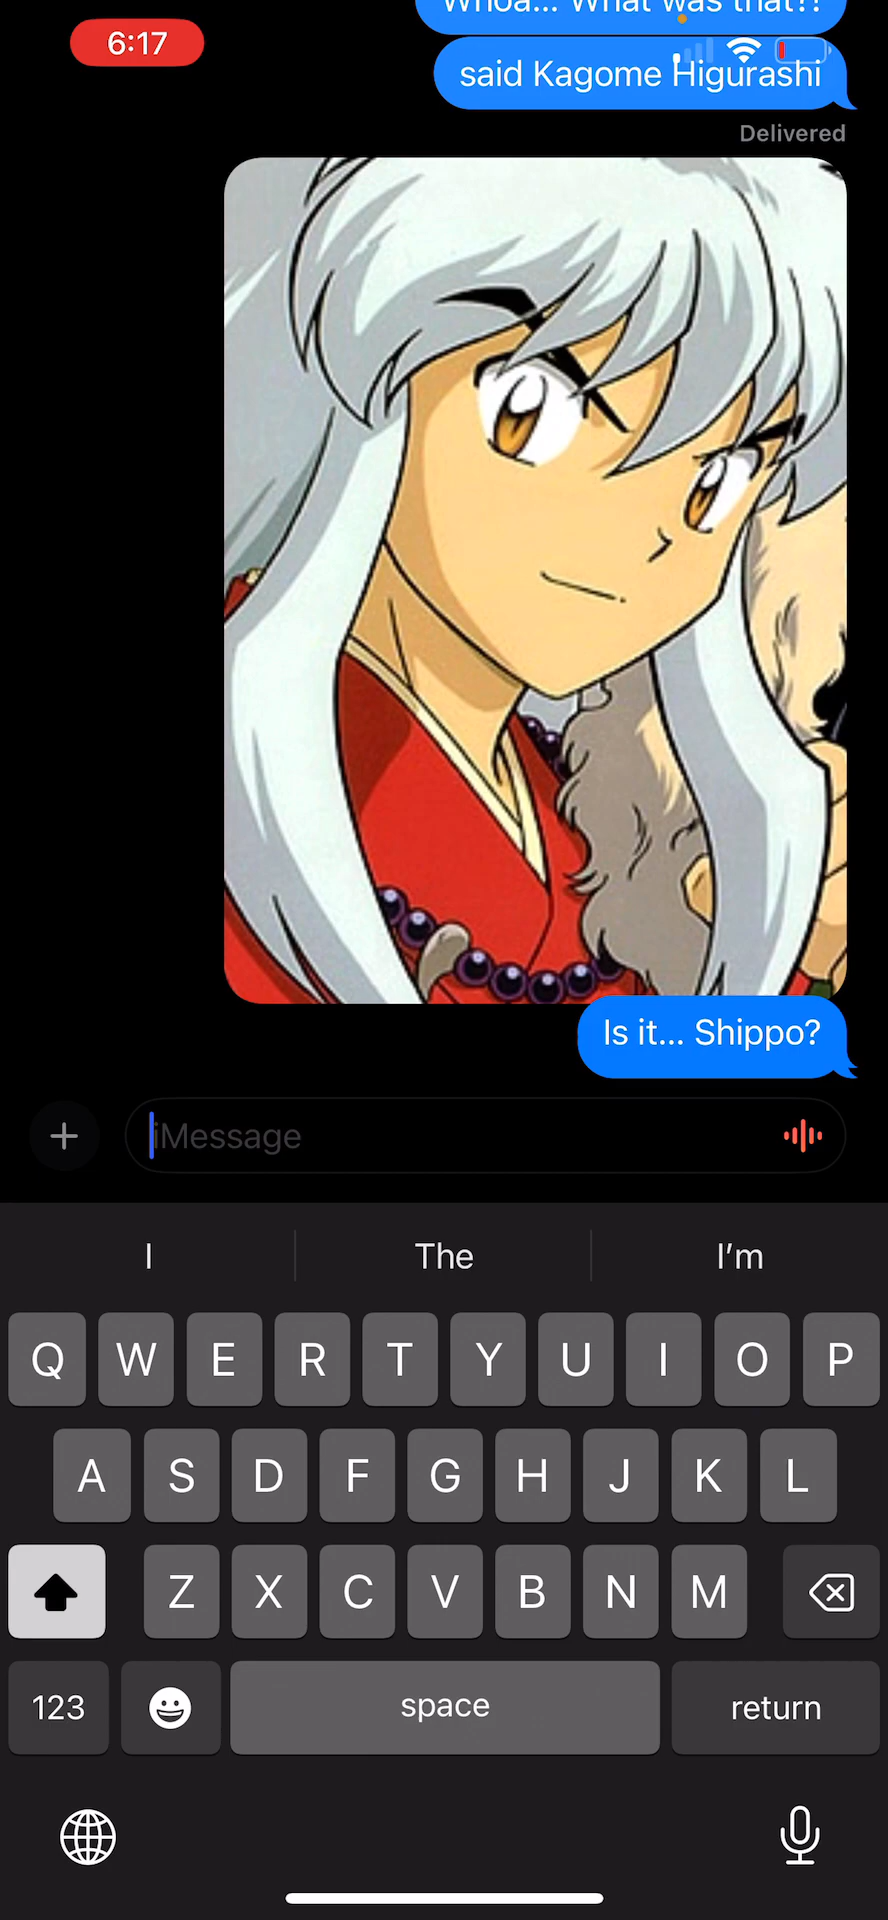 Whoa... What was that?!
6:17
said Kagome Higurashi
Delivered
Is it... Shippo?
iMessage
I The I'm
Q W E R T Y U I O P
A S D F G H J K L
Z X C V B N M
123 space return